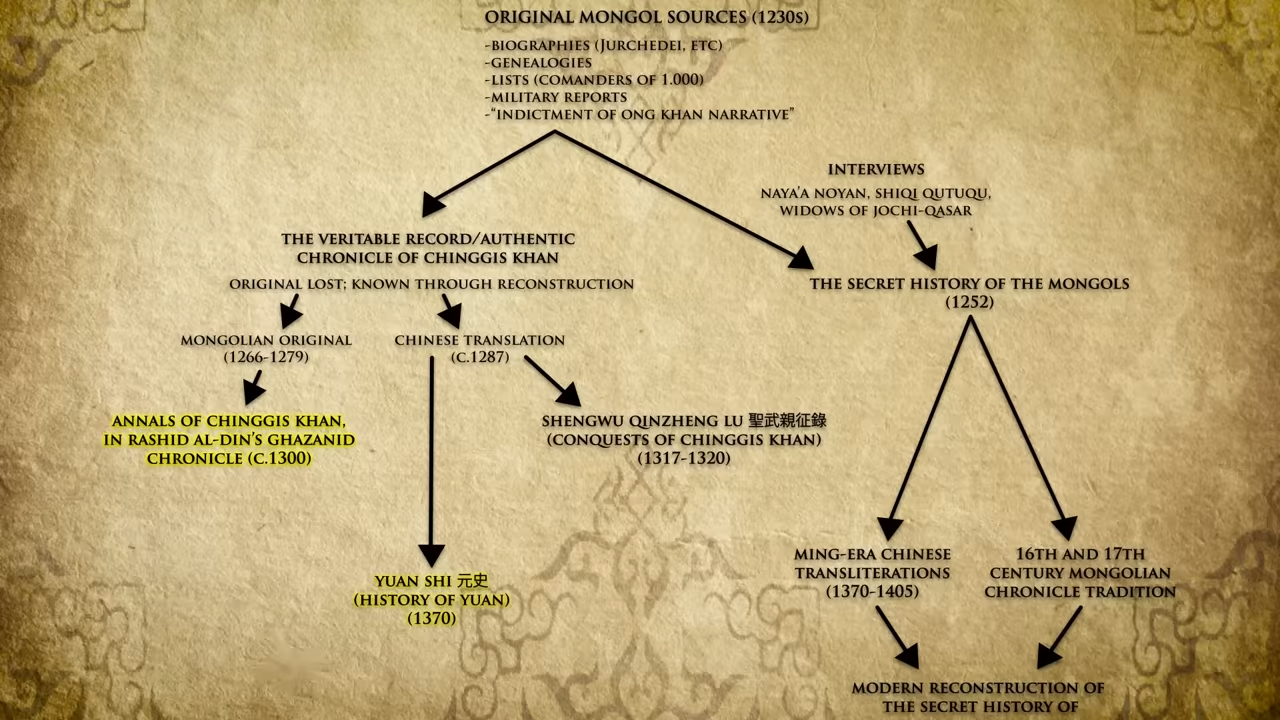 ORIGINAL MONGOL SOURCES (1230s)
-BIOGRAPHIES (JURCHEDEI, ETC)
-GENEALOGIES
-LISTS (COMANDERS OF 1.000)
-MILITARY REPORTS
-"INDICTMENT OF ONG KHAN NARRATIVE"
INTERVIEWS
NAYA'A NOYAN, SHIQI QUTUQU,
WIDOWS OF JOCHI-QASAR
THE VERITABLE RECORD/AUTHENTIC
CHRONICLE OF CHINGGIS KHAN
ORIGINAL LOST; KNOWN THROUGH RECONSTRUCTION
THE SECRET HISTORY OF THE MONGOLS
(1252)
MONGOLIAN ORIGINAL
(1266-1279)
CHINESE TRANSLATION
(C.1287)
ANNALS OF CHINGGIS KHAN,
IN RASHID AL-DIN'S GHAZANID
CHRONICLE (C.1300)
SHENGWU QINZHENG LU 聖武親征錄
(CONQUESTS OF CHINGGIS KHAN)
(1317-1320)
YUAN SHI 元史
(HISTORY OF YUAN)
(1370)
MING-ERA CHINESE
TRANSLITERATIONS
(1370-1405)
16TH AND 17TH
CENTURY MONGOLIAN
CHRONICLE TRADITION
MODERN RECONSTRUCTION OF
THE SECRET HISTORY OF